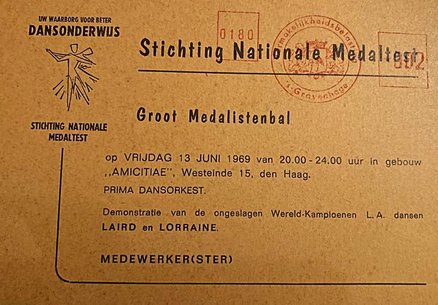 UW WAARBORG VOOR BETER
DANSONDERWIJS
STICHTING NATIONALE
MEDALTEST
0180
Stichting Nationale Medaltest
's-Gravenhage
Groot Medalistenbal
op VRIJDAG 13 JUNI 1969 van 20.00 - 24.00 uur in gebouw
,,AMICITIAE", Westeinde 15, den Haag.
PRIMA DANSORKEST.
Demonstratie van de ongeslagen Wereld-Kampioenen L. A. dansen
LAIRD en LORRAINE.
MEDEWERKER(STER)